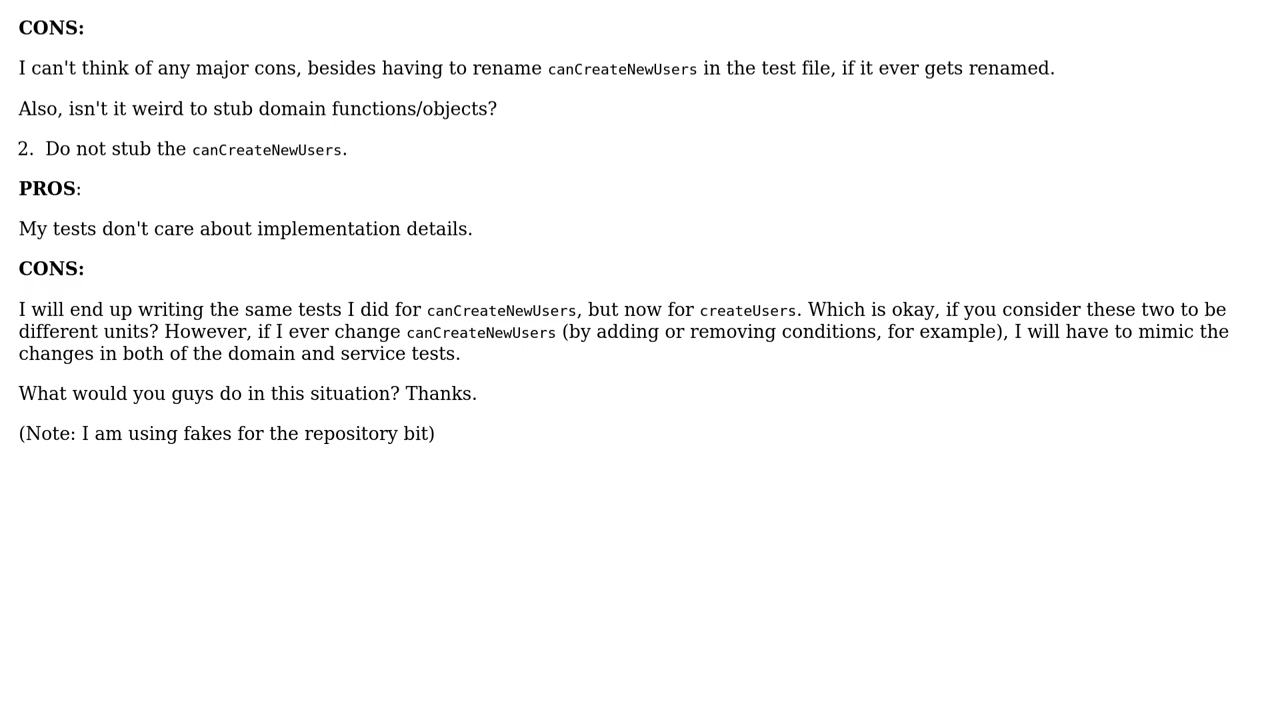 CONS:
I can't think of any major cons, besides having to rename canCreateNewUsers in the test file, if it ever gets renamed.
Also, isn't it weird to stub domain functions/objects?
2. Do not stub the canCreateNewUsers.
PROS:
My tests don't care about implementation details.
CONS:
I will end up writing the same tests I did for canCreateNewUsers, but now for createUsers. Which is okay, if you consider these two to be
different units? However, if I ever change canCreateNewUsers (by adding or removing conditions, for example), I will have to mimic the
changes in both of the domain and service tests.
What would you guys do in this situation? Thanks.
(Note: I am using fakes for the repository bit)